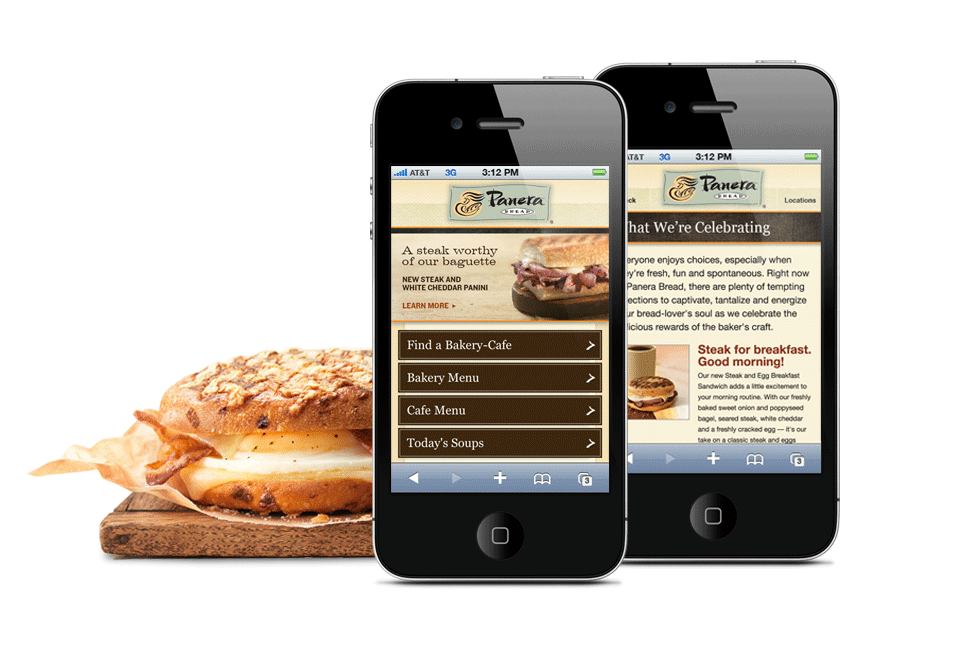 AT&T 3G 3:12 PM
Panera
BREAD
A steak worthy
of our baguette
NEW STEAK AND
WHITE CHEDDAR PANINI
LEARN MORE ▸
Find a Bakery-Cafe
Bakery Menu
Cafe Menu
Today's Soups
3
AT&T 3G 3:12 PM
Panera
BREAD
ck Locations
hat We're Celebrating
eryone enjoys choices, especially when
y're fresh, fun and spontaneous. Right now
Panera Bread, there are plenty of tempting
ections to captivate, tantalize and energize
ur bread-lover's soul as we celebrate the
licious rewards of the baker's craft.
Steak for breakfast.
Good morning!
Our new Steak and Egg Breakfast
Sandwich adds a little excitement to
your morning routine. With our freshly
baked sweet onion and poppyseed
bagel, seared steak, white cheddar
and a freshly cracked egg — it's our
take on a classic steak and eggs
3